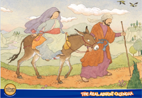 THE REAL ADVENT CALENDAR